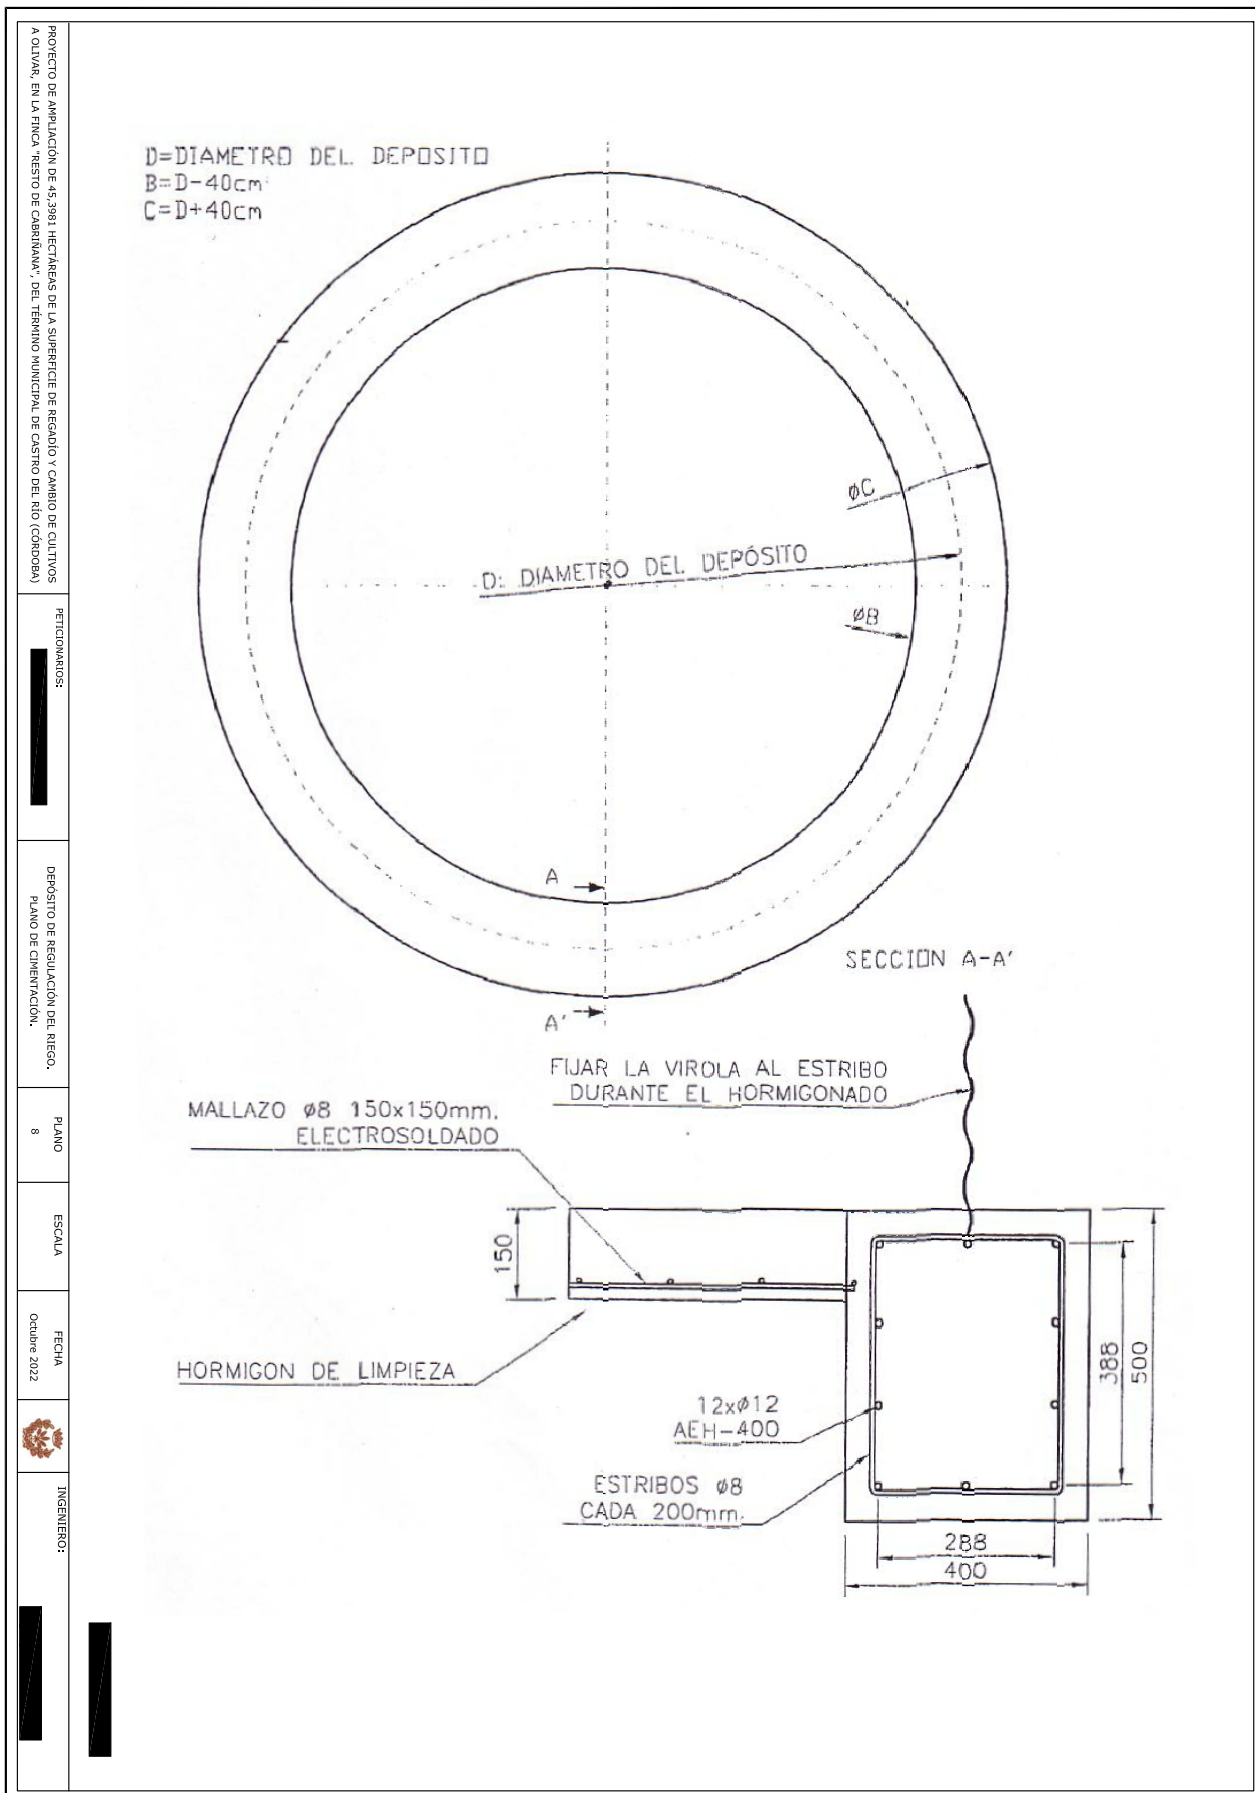 D=DIAMETRO DEL DEPOSITO
B=D-40cm
C=D+40cm
øC
D: DIAMETRO DEL DEPÓSITO
øB
A
A'
SECCION A-A'
FIJAR LA VIROLA AL ESTRIBO
DURANTE EL HORMIGONADO
MALLAZO ø8 150x150mm.
ELECTROSOLDADO
150
HORMIGON DE LIMPIEZA
12xø12
AEH-400
ESTRIBOS ø8
CADA 200mm.
388
500
288
400
PROYECTO DE AMPLIACIÓN DE 45,3981 HECTÁREAS DE LA SUPERFICIE DE REGADÍO Y CAMBIO DE CULTIVOS
A OLIVAR, EN LA FINCA "RESTO DE CABRIÑANA", DEL TÉRMINO MUNICIPAL DE CASTRO DEL RÍO (CÓRDOBA)
PETICIONARIOS:
DEPÓSITO DE REGULACIÓN DEL RIEGO.
PLANO DE CIMENTACIÓN.
PLANO
8
ESCALA
FECHA
Octubre 2022
INGENIERO: